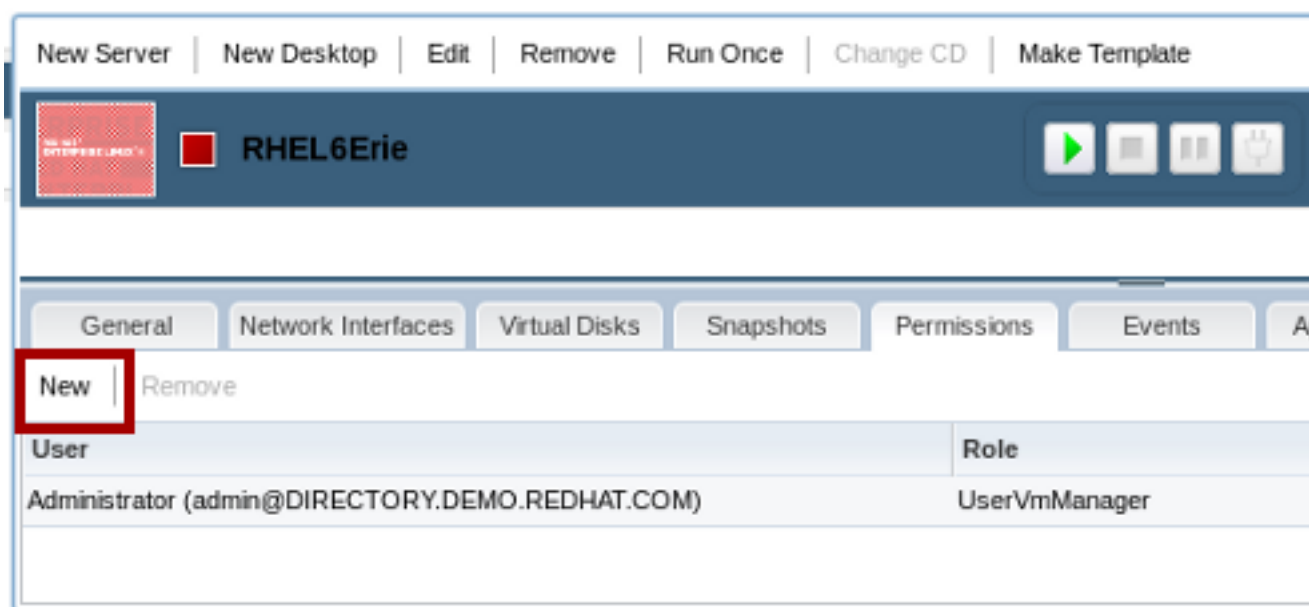 New Server New Desktop Edit Remove Run Once Change CD Make Template
RHEL6Erie
General Network Interfaces Virtual Disks Snapshots Permissions Events A
New Remove
User Role
Administrator (admin@DIRECTORY.DEMO.REDHAT.COM) UserVmManager